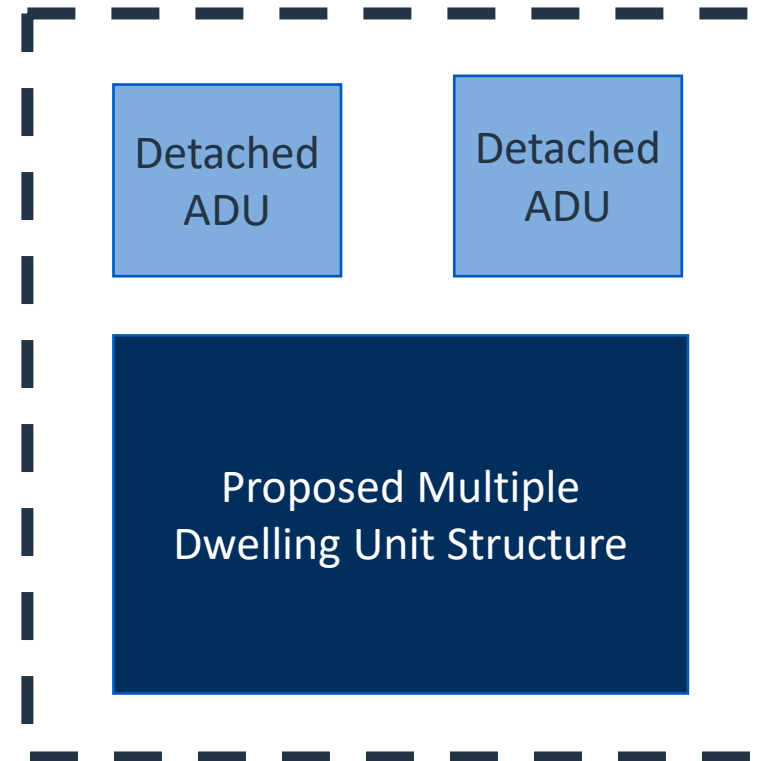 Detached
ADU
Detached
ADU
Proposed Multiple
Dwelling Unit Structure